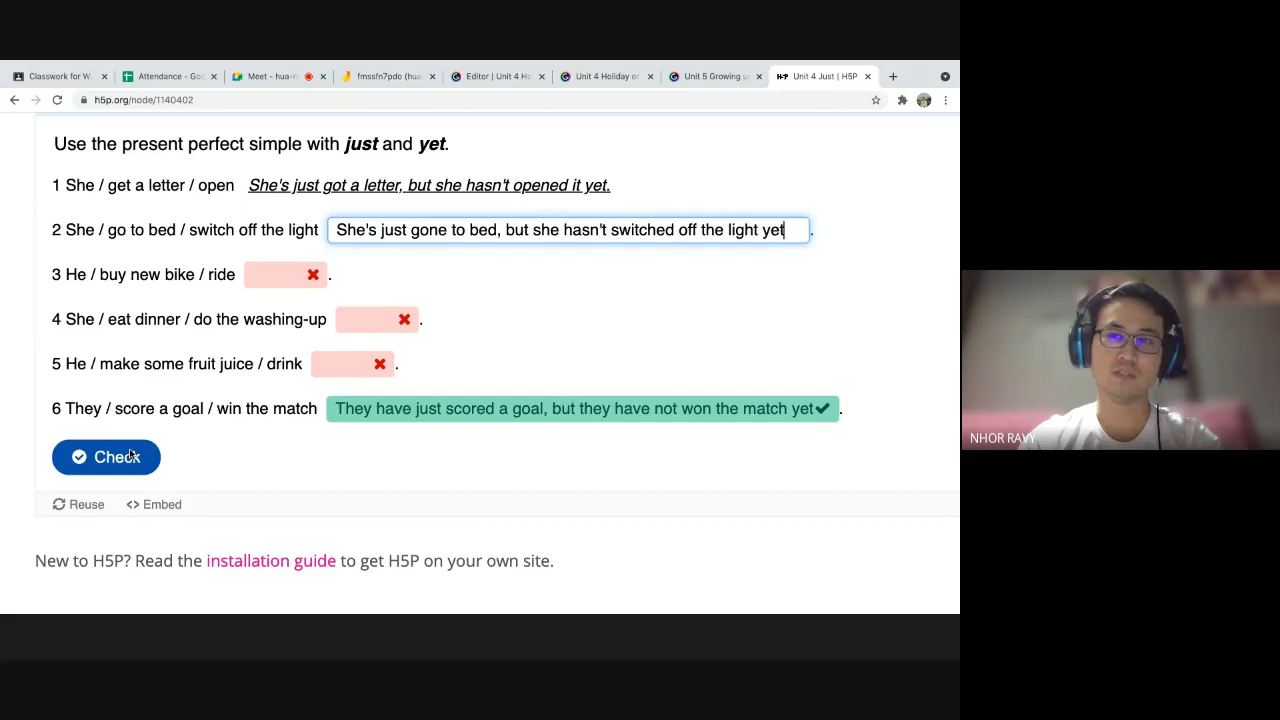 Classwork for W
Attendance - Goo
Meet - hua-r
fmssfn7pdo (hua
Editor | Unit 4 Ho
Unit 4 Holiday or
Unit 5 Growing u
H-P Unit 4 Just | H5P
h5p.org/node/1140402
Use the present perfect simple with just and yet.
1 She / get a letter / open She's just got a letter, but she hasn't opened it yet.
2 She / go to bed / switch off the light She's just gone to bed, but she hasn't switched off the light yet.
3 He / buy new bike / ride .
4 She / eat dinner / do the washing-up .
5 He / make some fruit juice / drink .
6 They / score a goal / win the match They have just scored a goal, but they have not won the match yet .
Check
Reuse <> Embed
New to H5P? Read the installation guide to get H5P on your own site.
NHOR RAVY